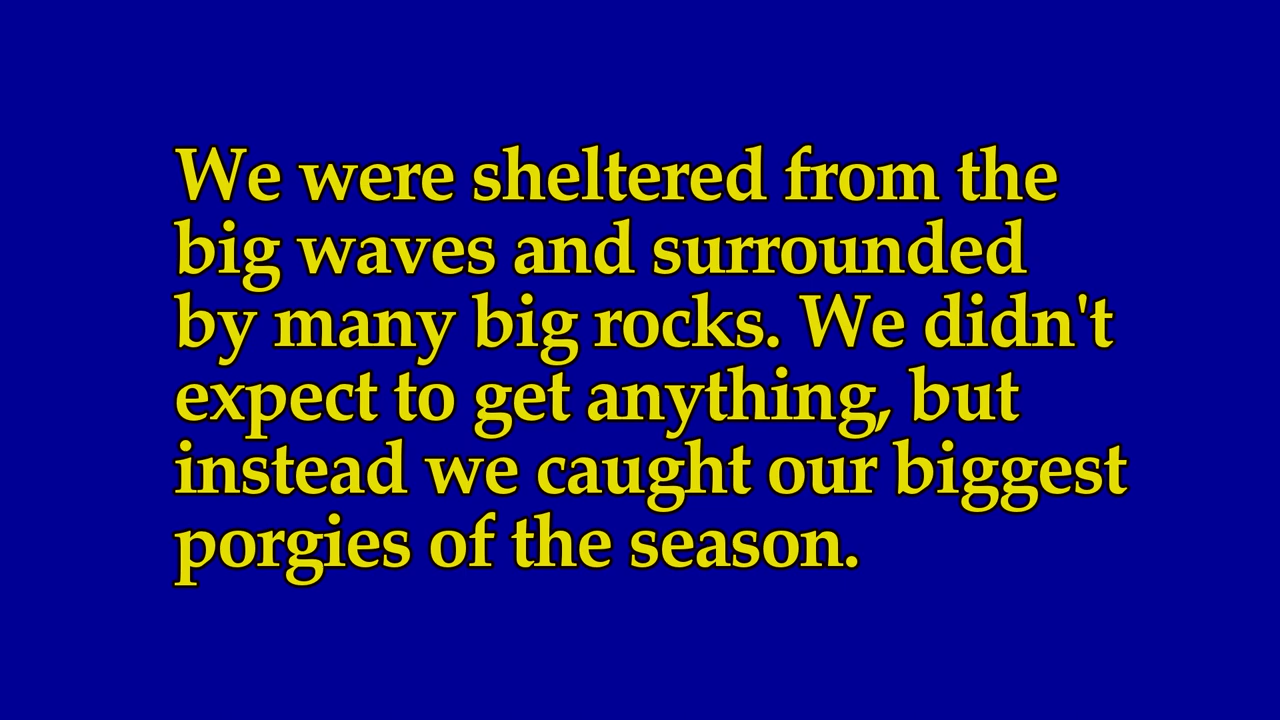 We were sheltered from the
big waves and surrounded
by many big rocks. We didn't
expect to get anything, but
instead we caught our biggest
porgies of the season.